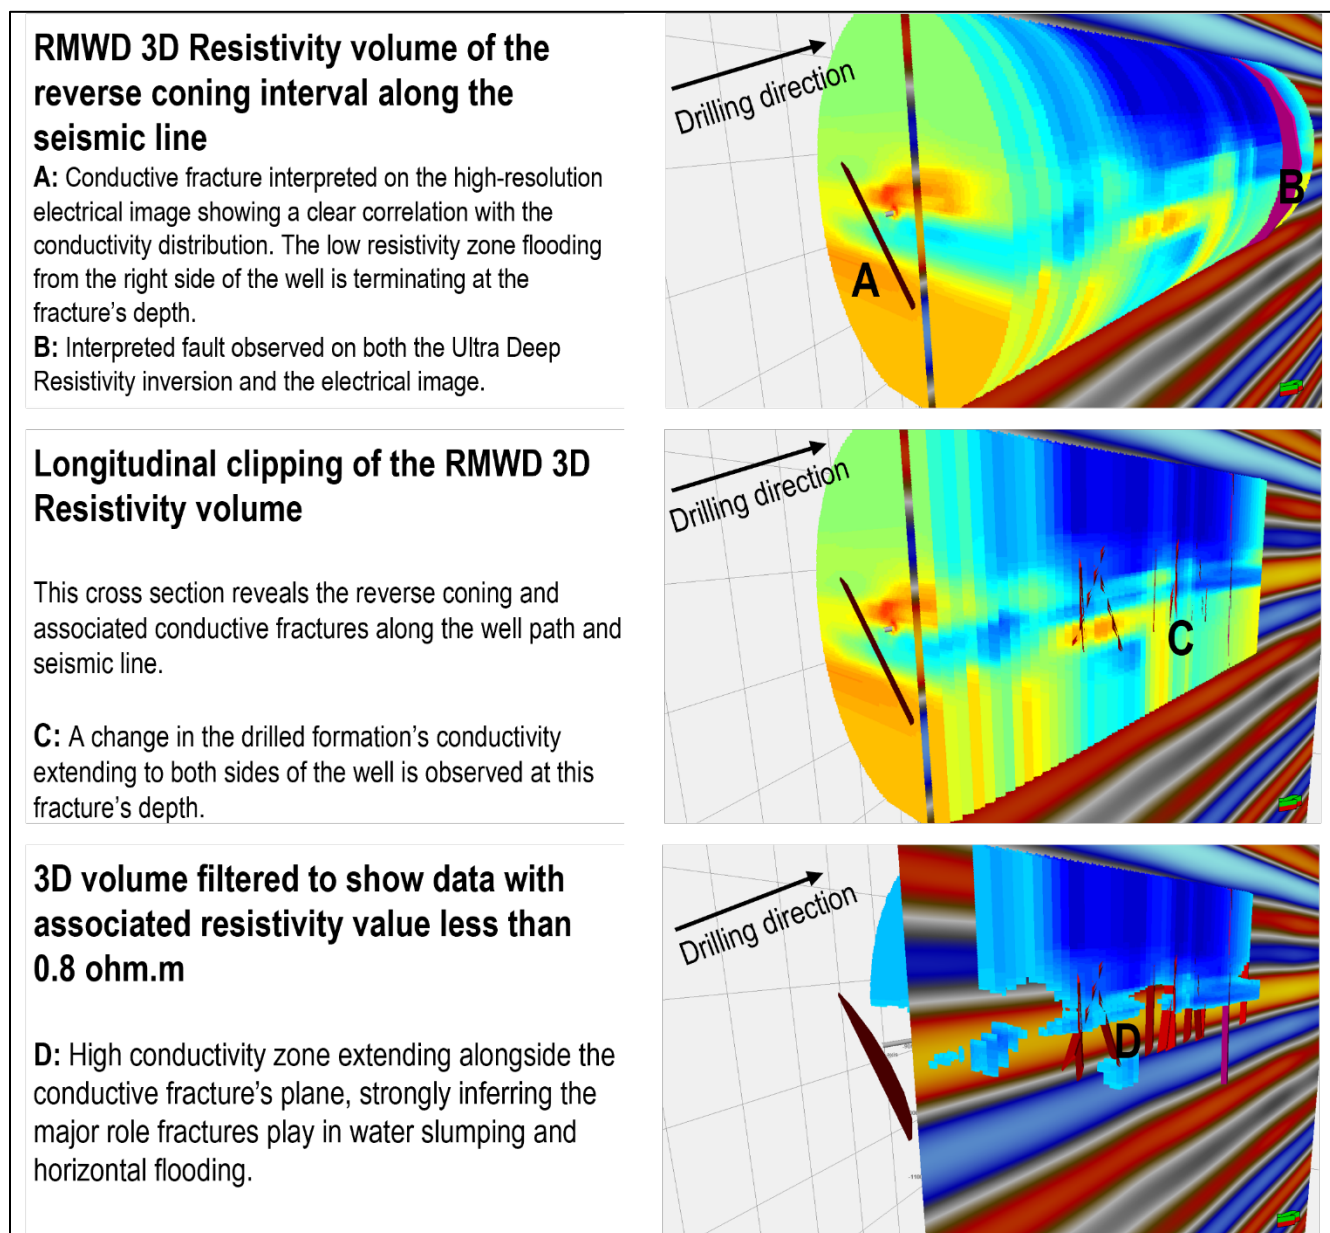 RMWD 3D Resistivity volume of the
reverse coning interval along the
seismic line
A: Conductive fracture interpreted on the high-resolution
electrical image showing a clear correlation with the
conductivity distribution. The low resistivity zone flooding
from the right side of the well is terminating at the
fracture's depth.
B: Interpreted fault observed on both the Ultra Deep
Resistivity inversion and the electrical image.
Drilling direction
A
B
Longitudinal clipping of the RMWD 3D
Resistivity volume
This cross section reveals the reverse coning and
associated conductive fractures along the well path and
seismic line.
C: A change in the drilled formation's conductivity
extending to both sides of the well is observed at this
fracture's depth.
Drilling direction
C
3D volume filtered to show data with
associated resistivity value less than
0.8 ohm.m
D: High conductivity zone extending alongside the
conductive fracture's plane, strongly inferring the
major role fractures play in water slumping and
horizontal flooding.
Drilling direction
D